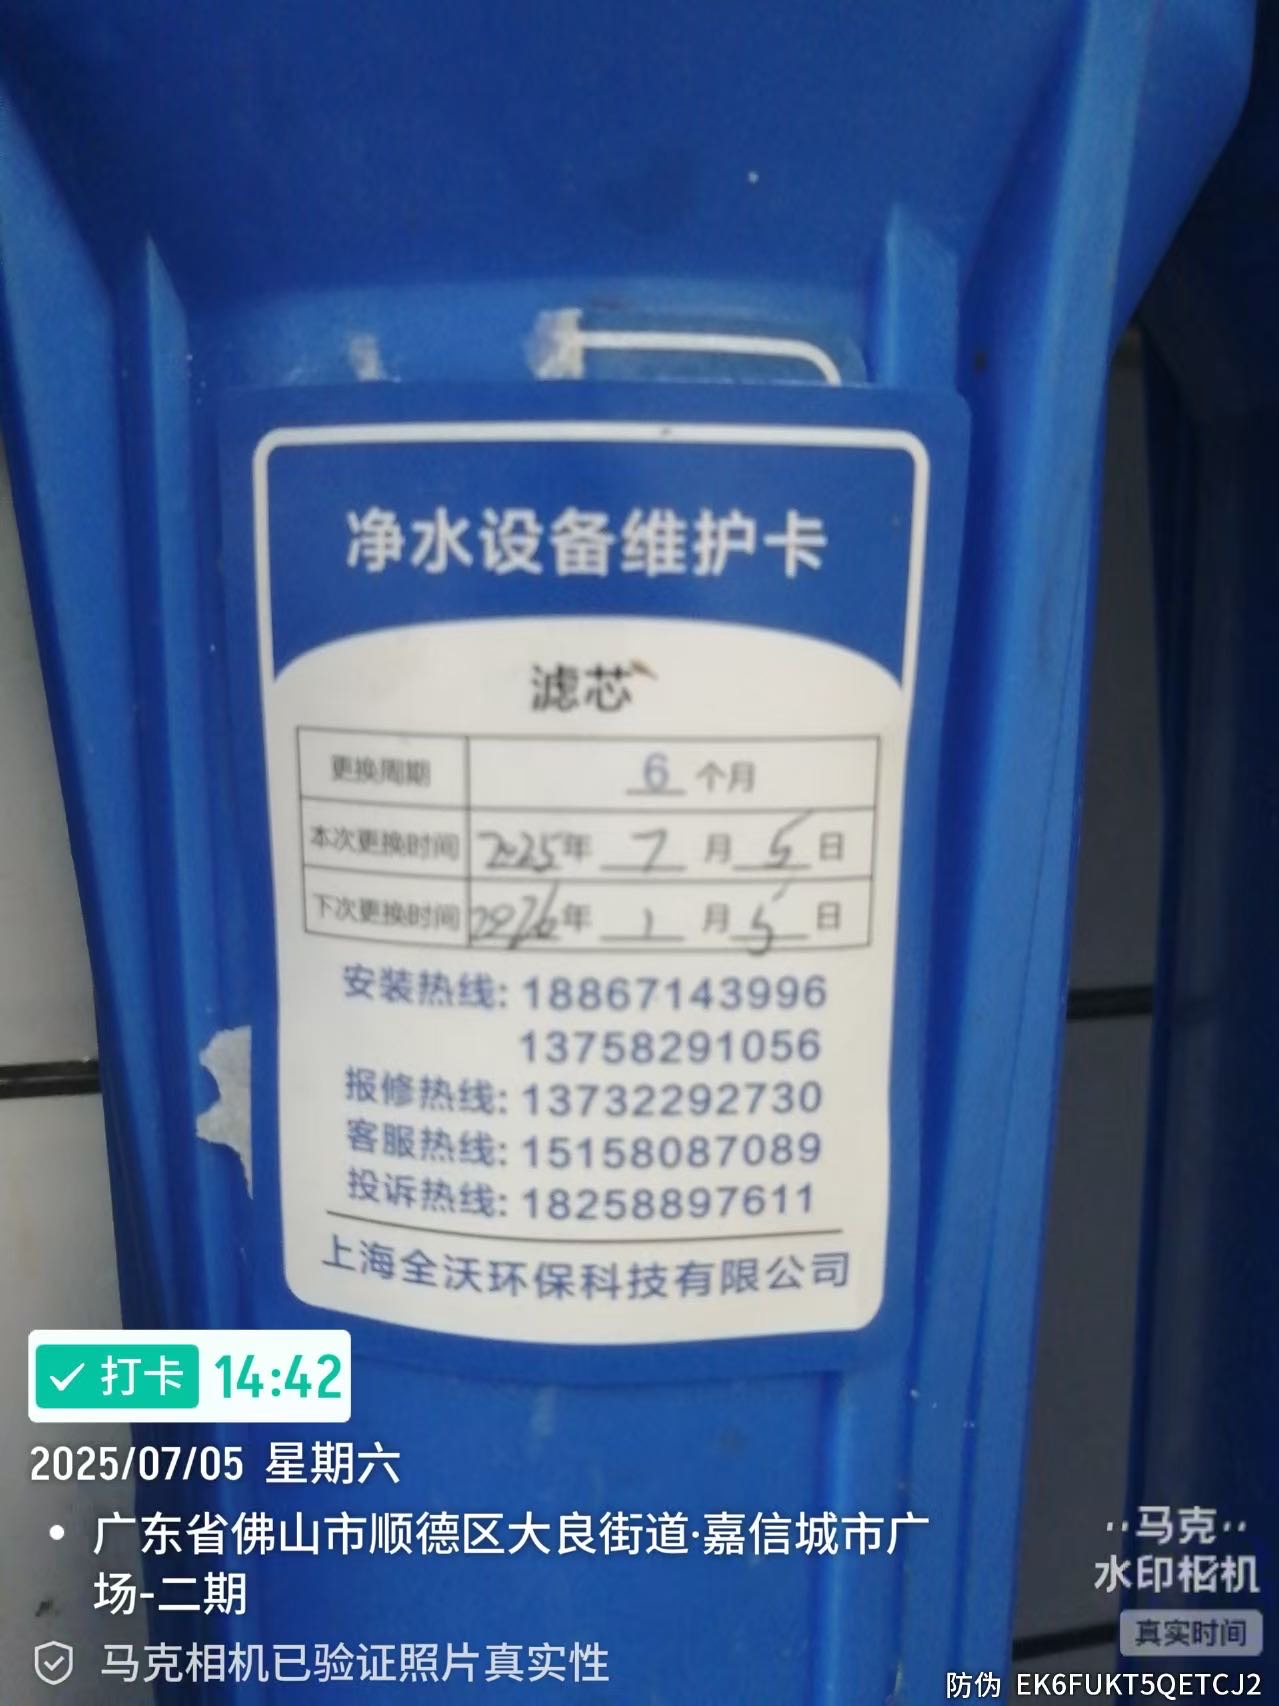 净水设备维护卡
滤芯
更换周期 6 个月
本次更换时间 2025年 7 月 5 日
下次更换时间 2026年 1 月 5 日
安装热线: 18867143996
13758291056
报修热线: 13732292730
客服热线: 15158087089
投诉热线: 18258897611
上海全沃环保科技有限公司
打卡 14:42
2025/07/05 星期六
广东省佛山市顺德区大良街道·嘉信城市广
场-二期
马克相机已验证照片真实性
马克
水印相机
真实时间
防伪 EK6FUKT5QETCJ2